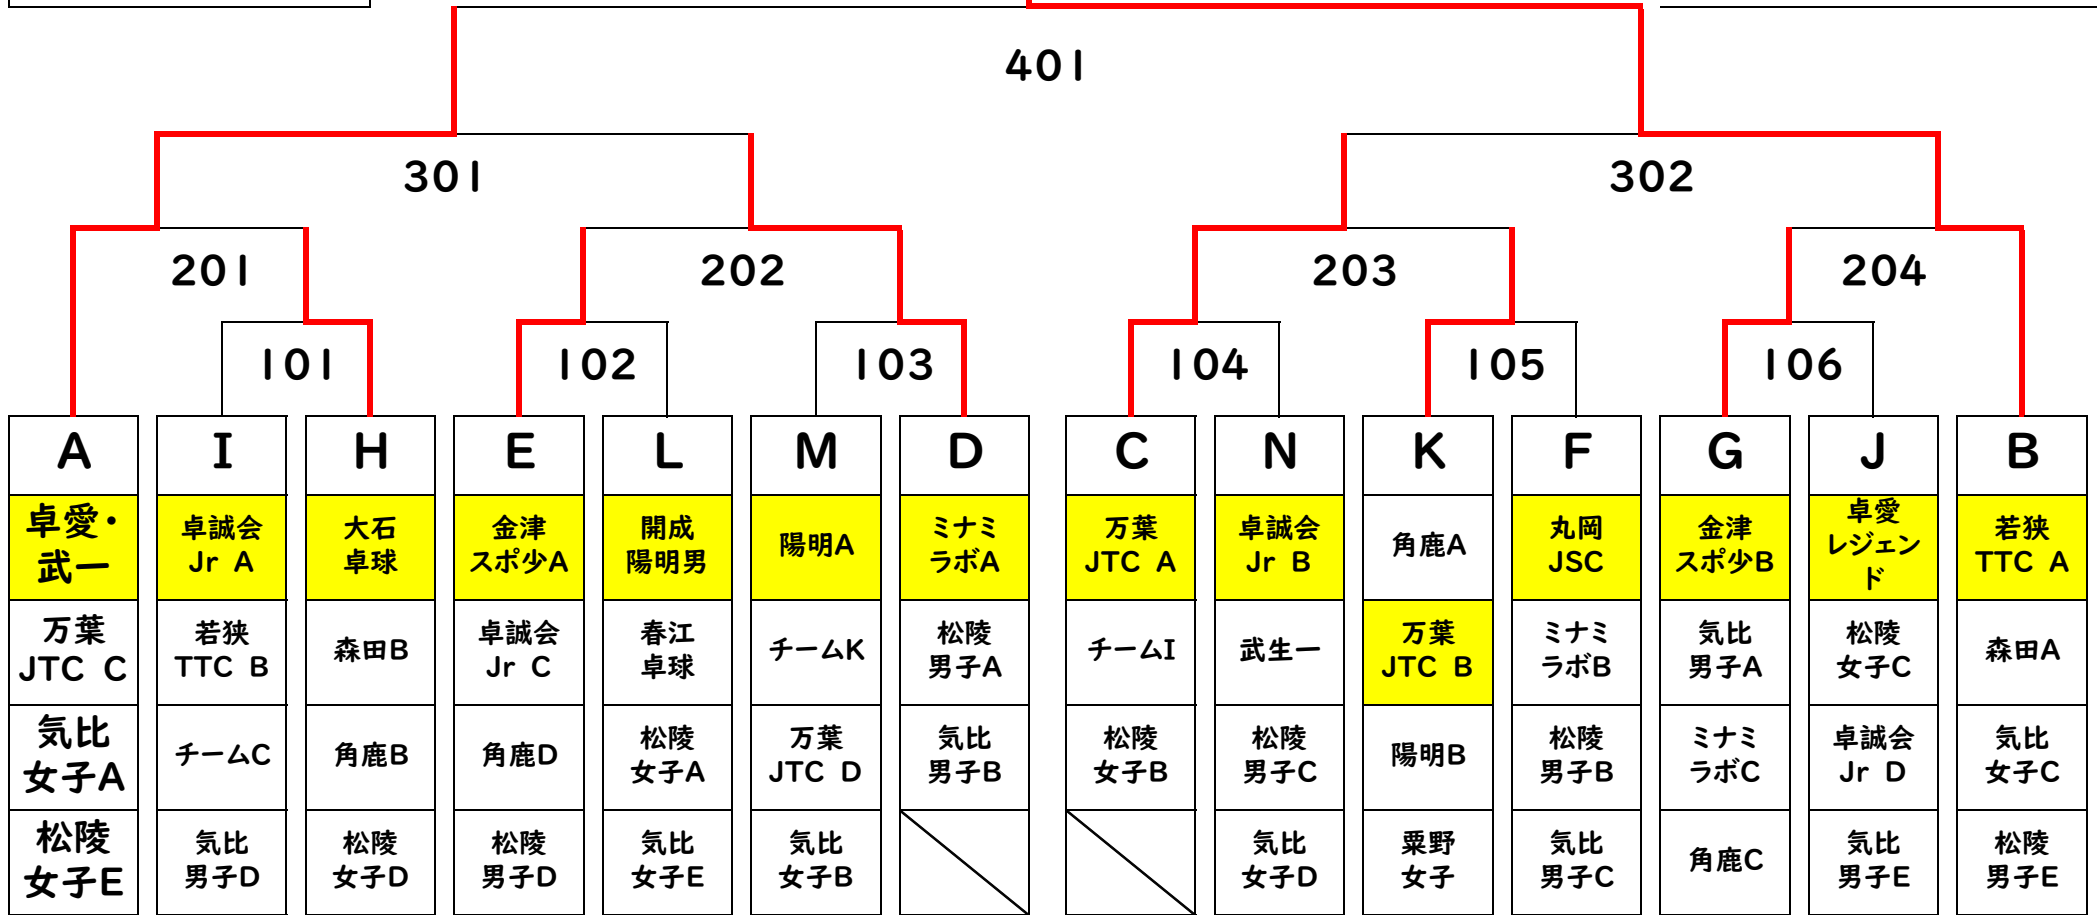 401
301
302
201
202
203
204
101
102
103
104
105
106
A
I
H
E
L
M
D
C
N
K
F
G
J
B
卓愛・
武一
卓誠会
Jr A
大石
卓球
金津
スポ少A
開成
陽明男
陽明A
ミナミ
ラボA
万葉
JTC A
卓誠会
Jr B
角鹿A
丸岡
JSC
金津
スポ少B
卓愛
レジェン
ド
若狭
TTC A
万葉
JTC C
若狭
TTC B
森田B
卓誠会
Jr C
春江
卓球
チームK
松陵
男子A
チームI
武生一
万葉
JTC B
ミナミ
ラボB
気比
男子A
松陵
女子C
森田A
気比
女子A
チームC
角鹿B
角鹿D
松陵
女子A
万葉
JTC D
気比
男子B
松陵
女子B
松陵
男子C
陽明B
松陵
男子B
ミナミ
ラボC
卓誠会
Jr D
気比
女子C
松陵
女子E
気比
男子D
松陵
女子D
松陵
男子D
気比
女子E
気比
女子B
気比
女子D
粟野
女子
気比
男子C
角鹿C
気比
男子E
松陵
男子E